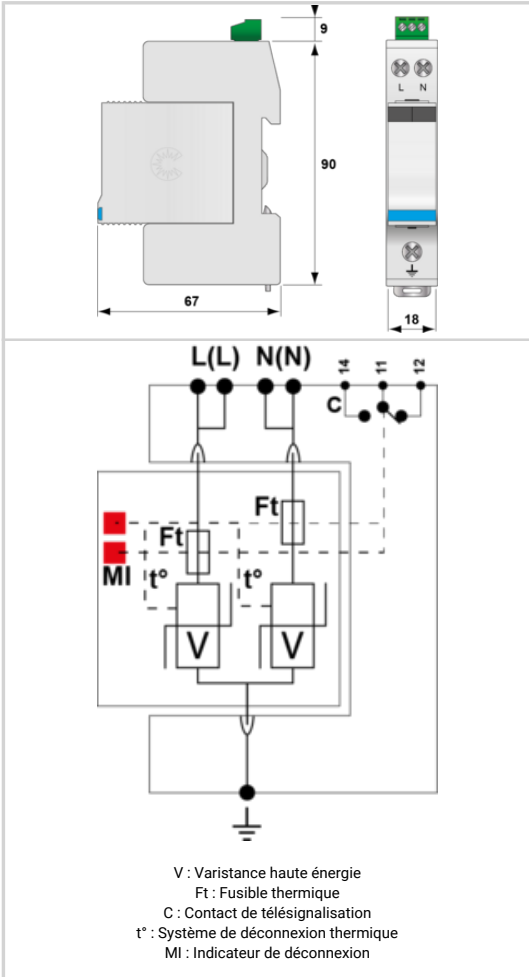 9
L N
90
67
18
L(L) N(N)
14
11
12
C
Ft
Ft
MI
t°
t°
V
V
V : Varistance haute énergie
Ft : Fusible thermique
C : Contact de télésignalisation
t° : Système de déconnexion thermique
MI : Indicateur de déconnexion